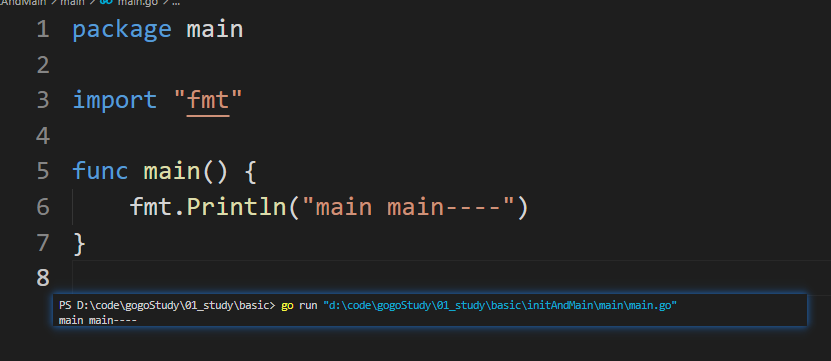 AndMain > main > GO main.go > ...
1 package main
2
3 import "fmt"
4
5 func main() {
6 fmt.Println("main main----")
7 }
8
PS D:\code\gogoStudy\01_study\basic> go run "d:\code\gogoStudy\01_study\basic\initAndMain\main\main.go"
main main----